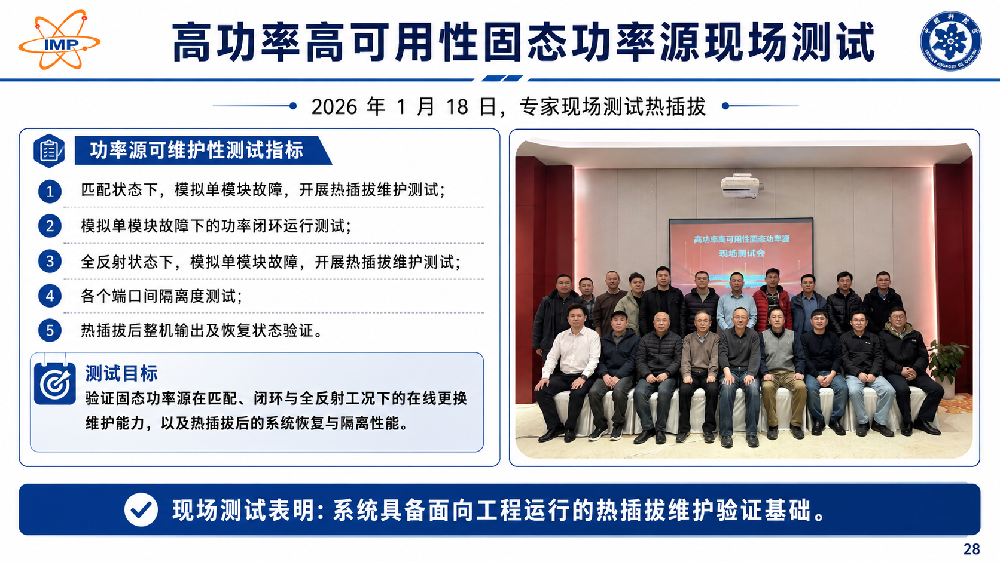 IMP
高功率高可用性固态功率源现场测试
2026 年 1 月 18 日，专家现场测试热插拔
功率源可维护性测试指标
1 匹配状态下，模拟单模块故障，开展热插拔维护测试；
2 模拟单模块故障下的功率闭环运行测试；
3 全反射状态下，模拟单模块故障，开展热插拔维护测试；
4 各个端口间隔离度测试；
5 热插拔后整机输出及恢复状态验证。
测试目标
验证固态功率源在匹配、闭环与全反射工况下的在线更换
维护能力，以及热插拔后的系统恢复与隔离性能。
高功率高可用性固态功率源
现场测试会
现场测试表明：系统具备面向工程运行的热插拔维护验证基础。
28